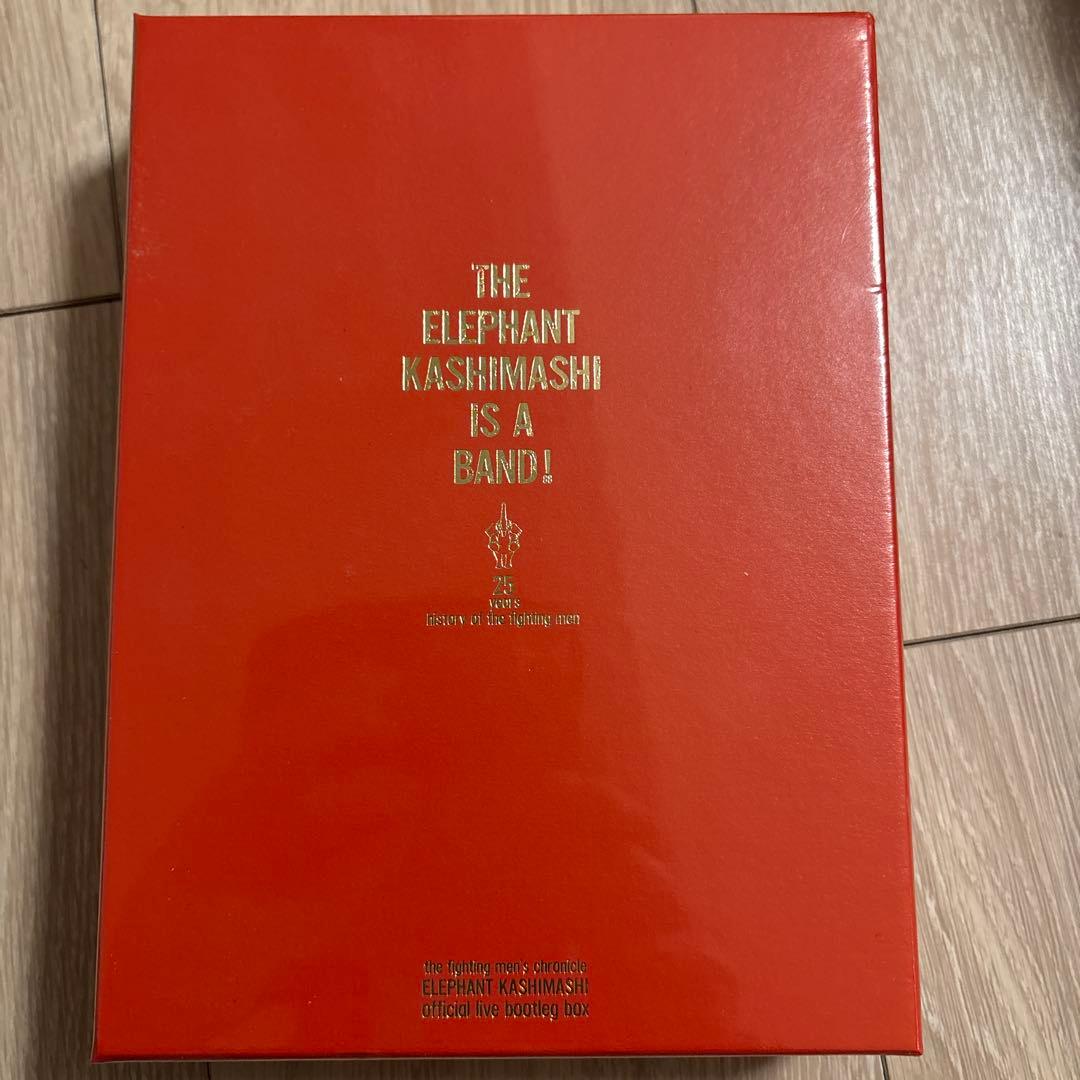 THE
ELEPHANT
KASHIMASHI
IS A
BAND!
25
years
history of the fighting men
the fighting men's chronicle
ELEPHANT KASHIMASHI
official live bootleg box